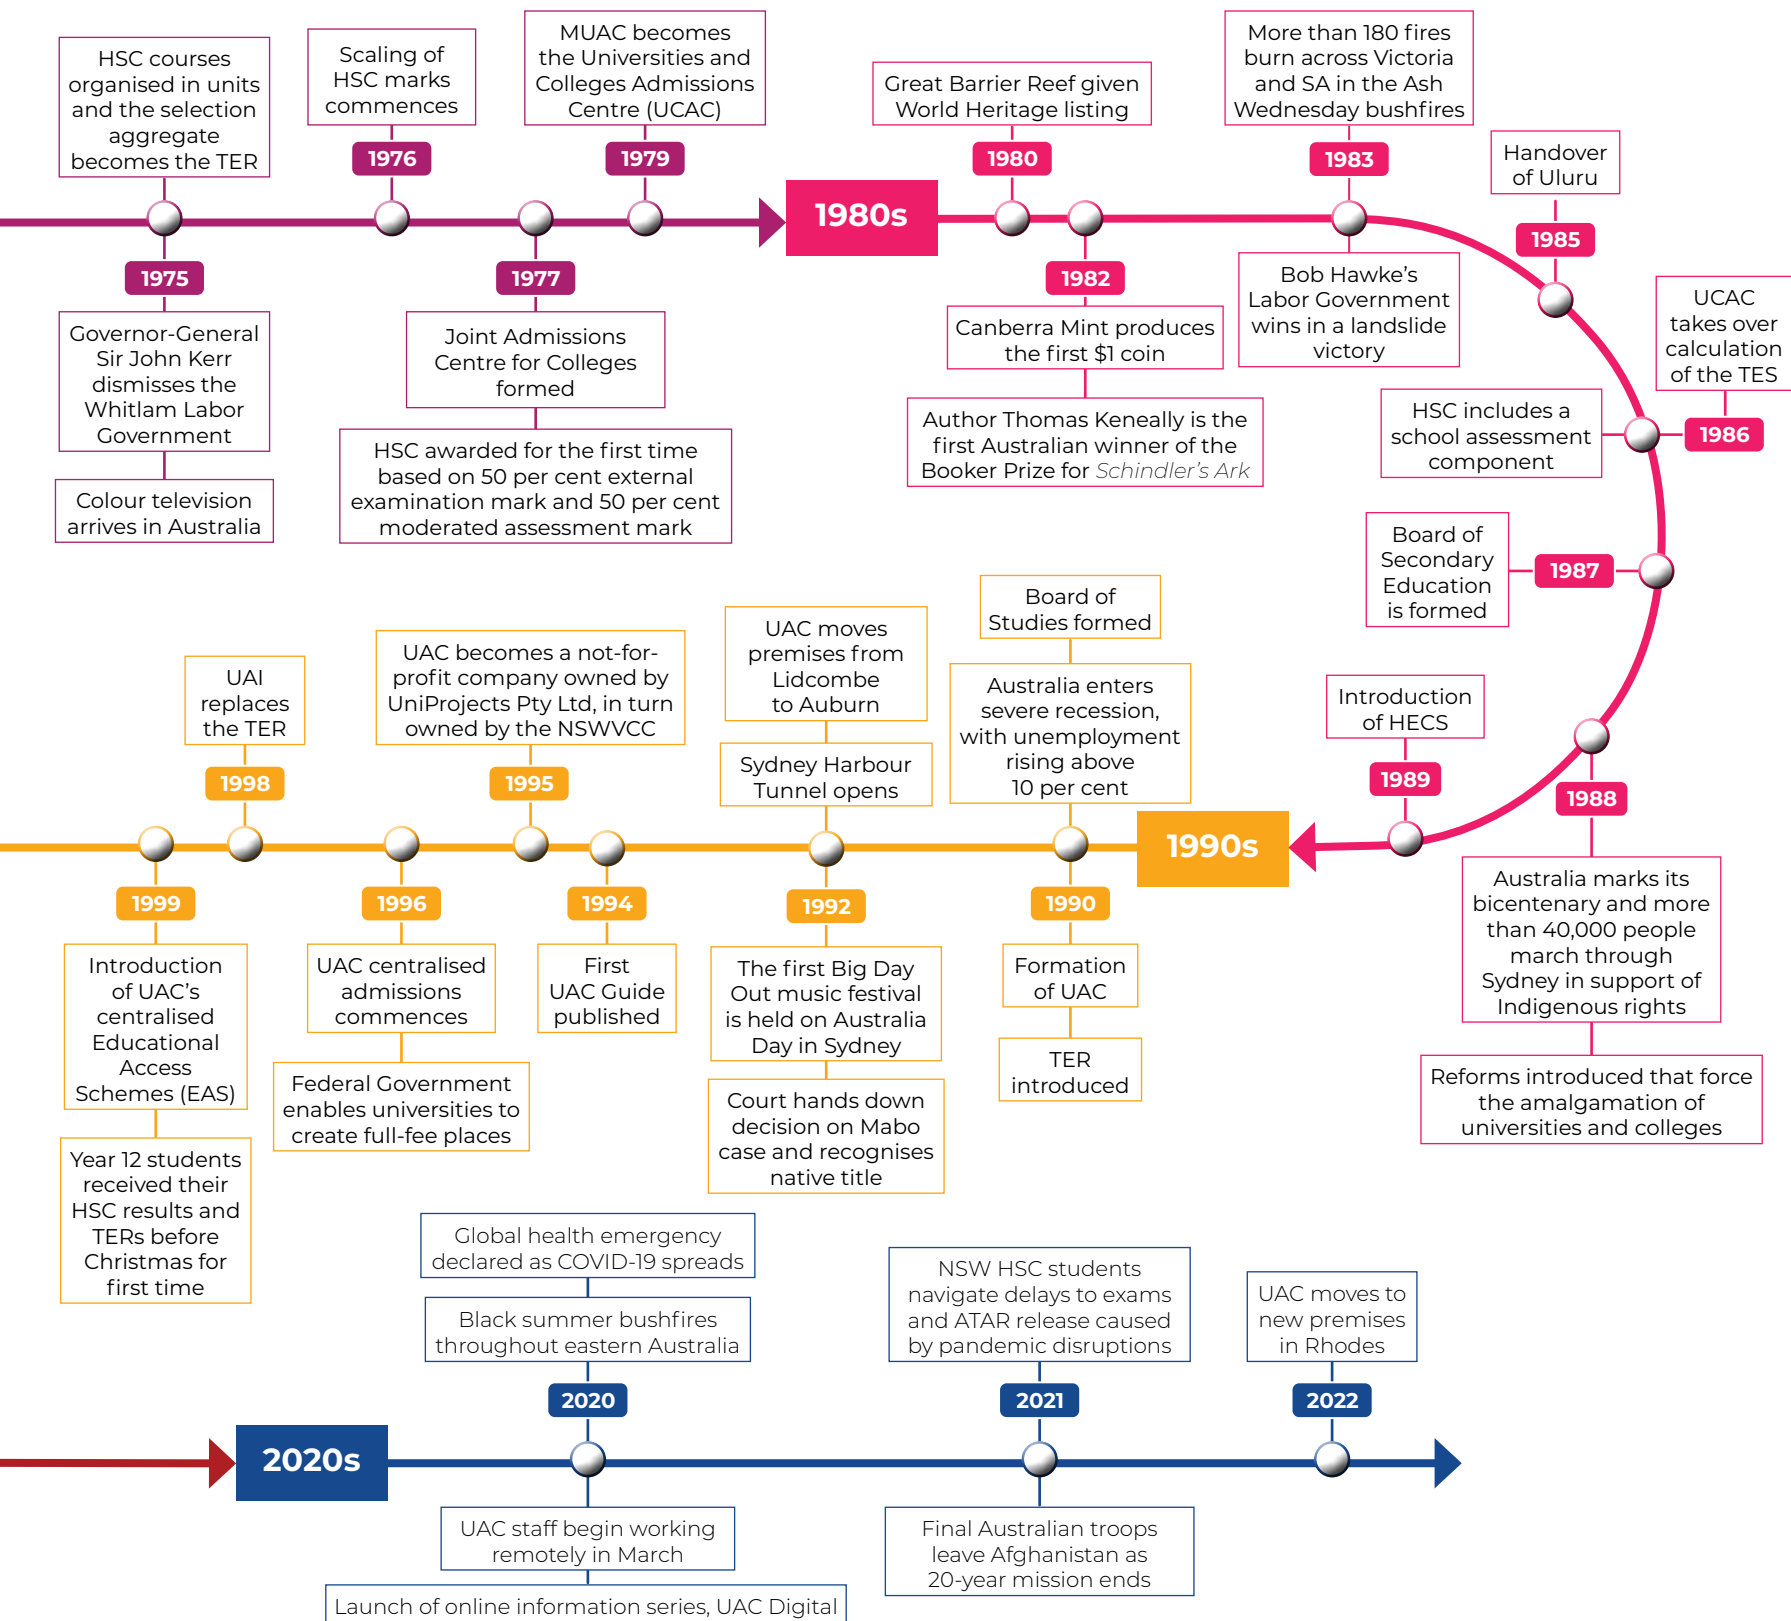 HSC courses
organised in units
and the selection
aggregate
becomes the TER
1975
Governor-General
Sir John Kerr
dismisses the
Whitlam Labor
Government
Colour television
arrives in Australia
Scaling of
HSC marks
commences
1976
1977
Joint Admissions
Centre for Colleges
formed
HSC awarded for the first time
based on 50 per cent external
examination mark and 50 per cent
moderated assessment mark
MUAC becomes
the Universities and
Colleges Admissions
Centre (UCAC)
1979
1980s
Great Barrier Reef given
World Heritage listing
1980
1982
Canberra Mint produces
the first $1 coin
Author Thomas Keneally is the
first Australian winner of the
Booker Prize for Schindler's Ark
More than 180 fires
burn across Victoria
and SA in the Ash
Wednesday bushfires
1983
Bob Hawke's
Labor Government
wins in a landslide
victory
Handover
of Uluru
1985
UCAC
takes over
calculation
of the TES
1986
HSC includes a
school assessment
component
Board of
Secondary
Education
is formed
1987
1988
Australia marks its
bicentenary and more
than 40,000 people
march through
Sydney in support of
Indigenous rights
Reforms introduced that force
the amalgamation of
universities and colleges
Introduction
of HECS
1989
1990s
Board of
Studies formed
Australia enters
severe recession,
with unemployment
rising above
10 per cent
1990
Formation
of UAC
TER
introduced
UAC moves
premises from
Lidcombe
to Auburn
Sydney Harbour
Tunnel opens
1992
The first Big Day
Out music festival
is held on Australia
Day in Sydney
Court hands down
decision on Mabo
case and recognises
native title
1994
First
UAC Guide
published
UAC becomes a not-for-
profit company owned by
UniProjects Pty Ltd, in turn
owned by the NSWVCC
1995
1996
UAC centralised
admissions
commences
Federal Government
enables universities to
create full-fee places
UAI
replaces
the TER
1998
1999
Introduction
of UAC's
centralised
Educational
Access
Schemes (EAS)
Year 12 students
received their
HSC results and
TERs before
Christmas for
first time
2020s
Global health emergency
declared as COVID-19 spreads
Black summer bushfires
throughout eastern Australia
2020
UAC staff begin working
remotely in March
Launch of online information series, UAC Digital
NSW HSC students
navigate delays to exams
and ATAR release caused
by pandemic disruptions
2021
Final Australian troops
leave Afghanistan as
20-year mission ends
UAC moves to
new premises
in Rhodes
2022